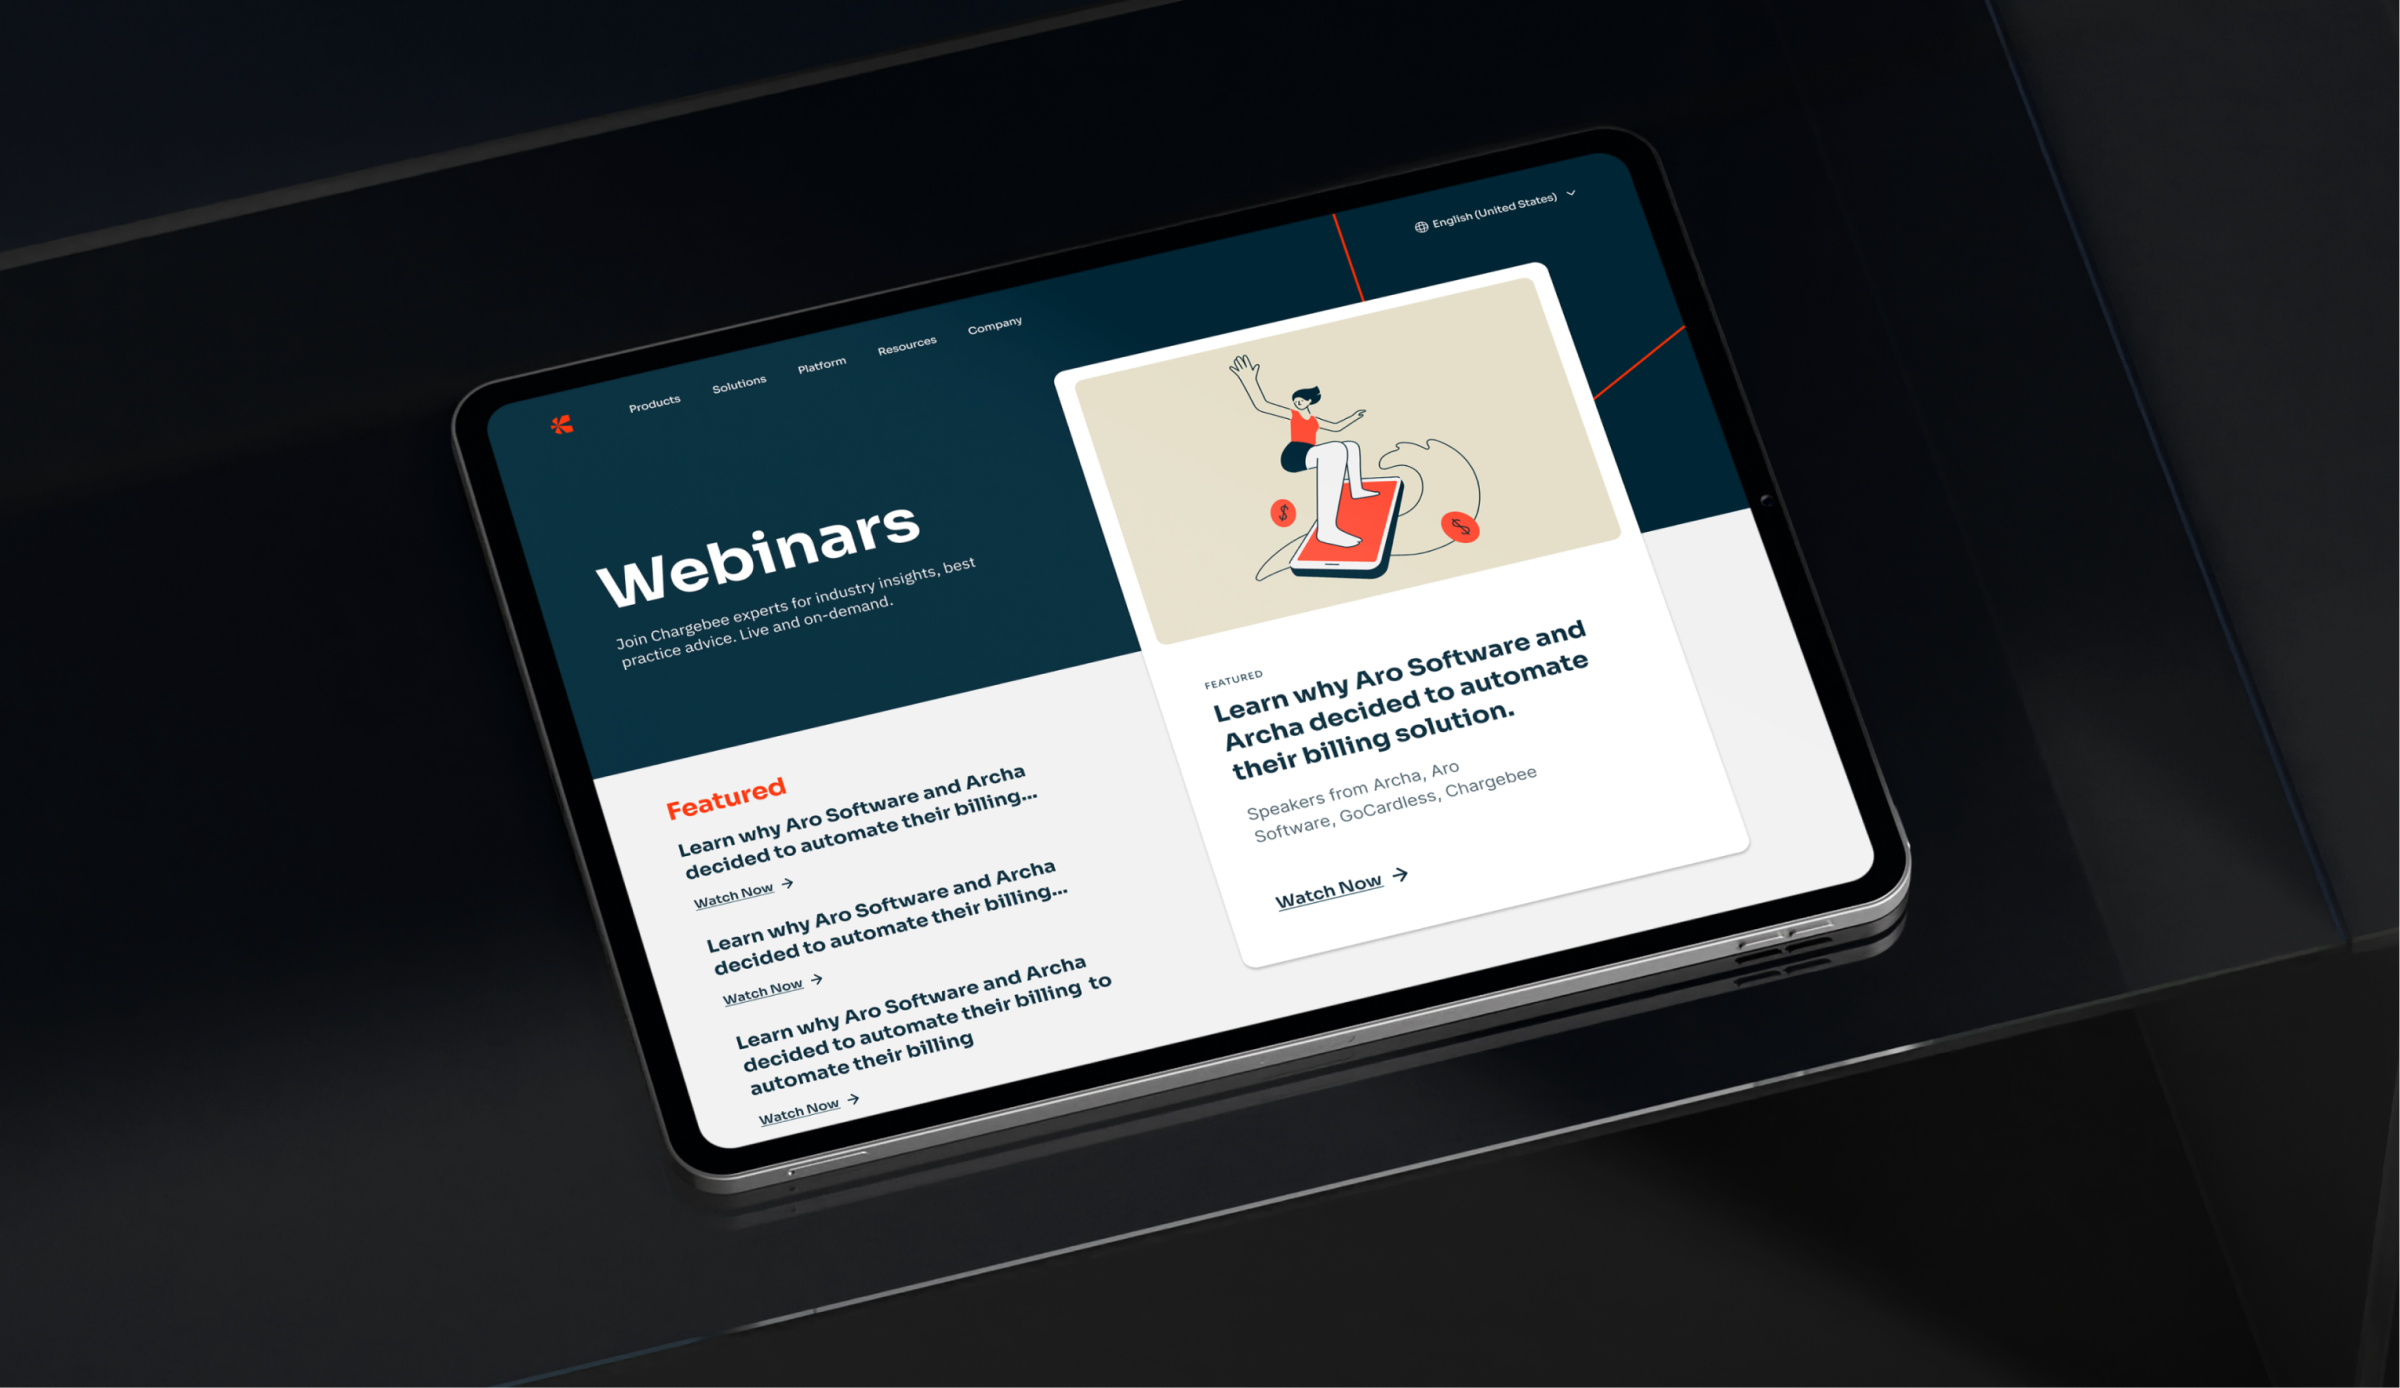 English (United States)
Products
Solutions
Platform
Resources
Company
Webinars
Join Chargebee experts for industry insights, best
practice advice. Live and on-demand.
Featured
Learn why Aro Software and Archa
decided to automate their billing...
Watch Now →
Learn why Aro Software and Archa
decided to automate their billing...
Watch Now →
Learn why Aro Software and Archa
decided to automate their billing to
automate their billing
Watch Now →
$
$
FEATURED
Learn why Aro Software and
Archa decided to automate
their billing solution.
Speakers from Archa, Aro
Software, GoCardless, Chargebee
Watch Now →